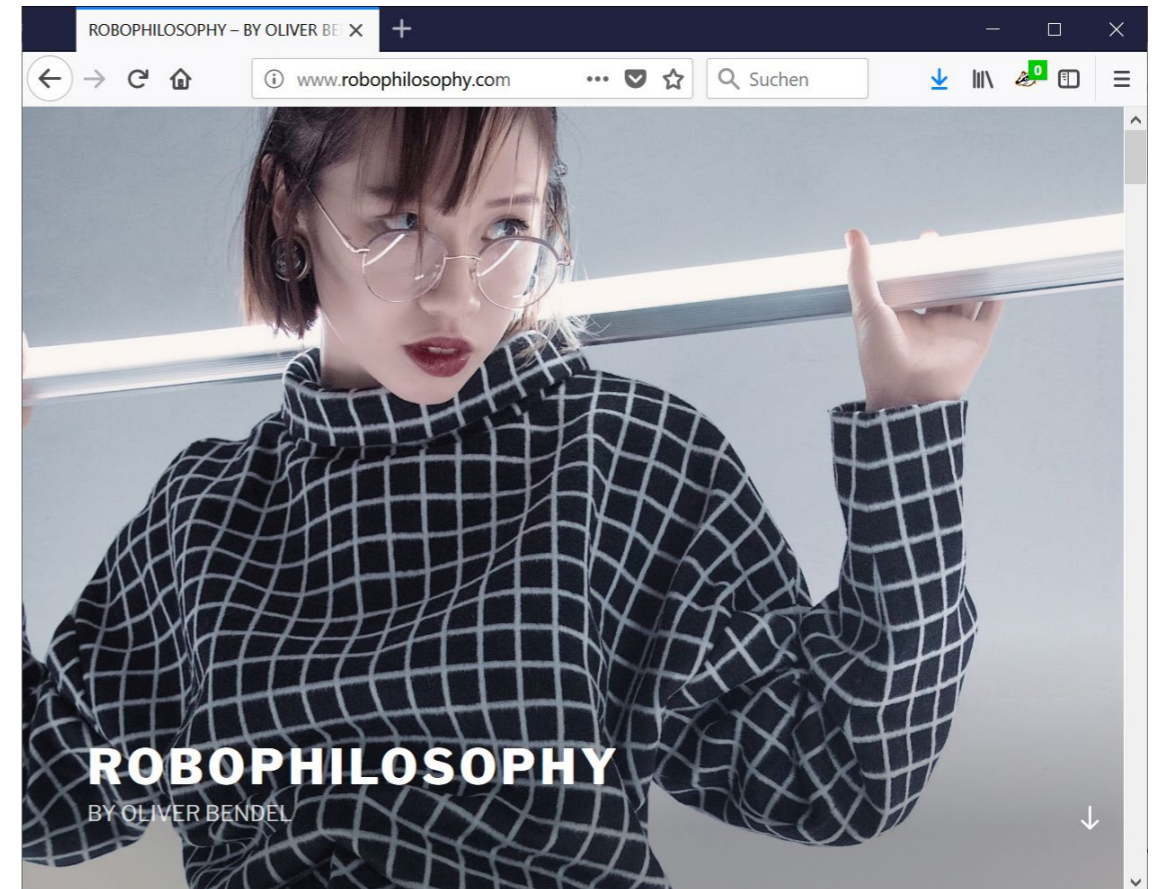 ROBOPHILOSOPHY – BY OLIVER BE
www.robophilosophy.com
Suchen
0
ROBOPHILOSOPHY
BY OLIVER BENDEL